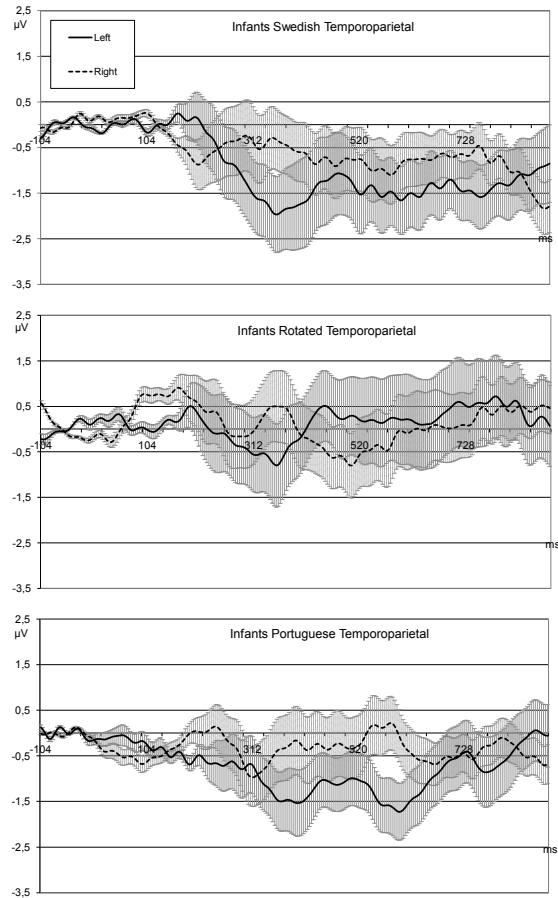 µV
2,5
Infants Swedish Temporoparietal
Left
Right
1,5
0,5
-104 104 312 520 728
-0,5
-1,5
-2,5
ms
-3,5
2,5
µV
Infants Rotated Temporoparietal
1,5
0,5
-104 104 312 520 728
-0,5
-1,5
-2,5
ms
-3,5
2,5
µV
Infants Portuguese Temporoparietal
1,5
0,5
-104 104 312 520 728
-0,5
-1,5
-2,5
ms
-3,5